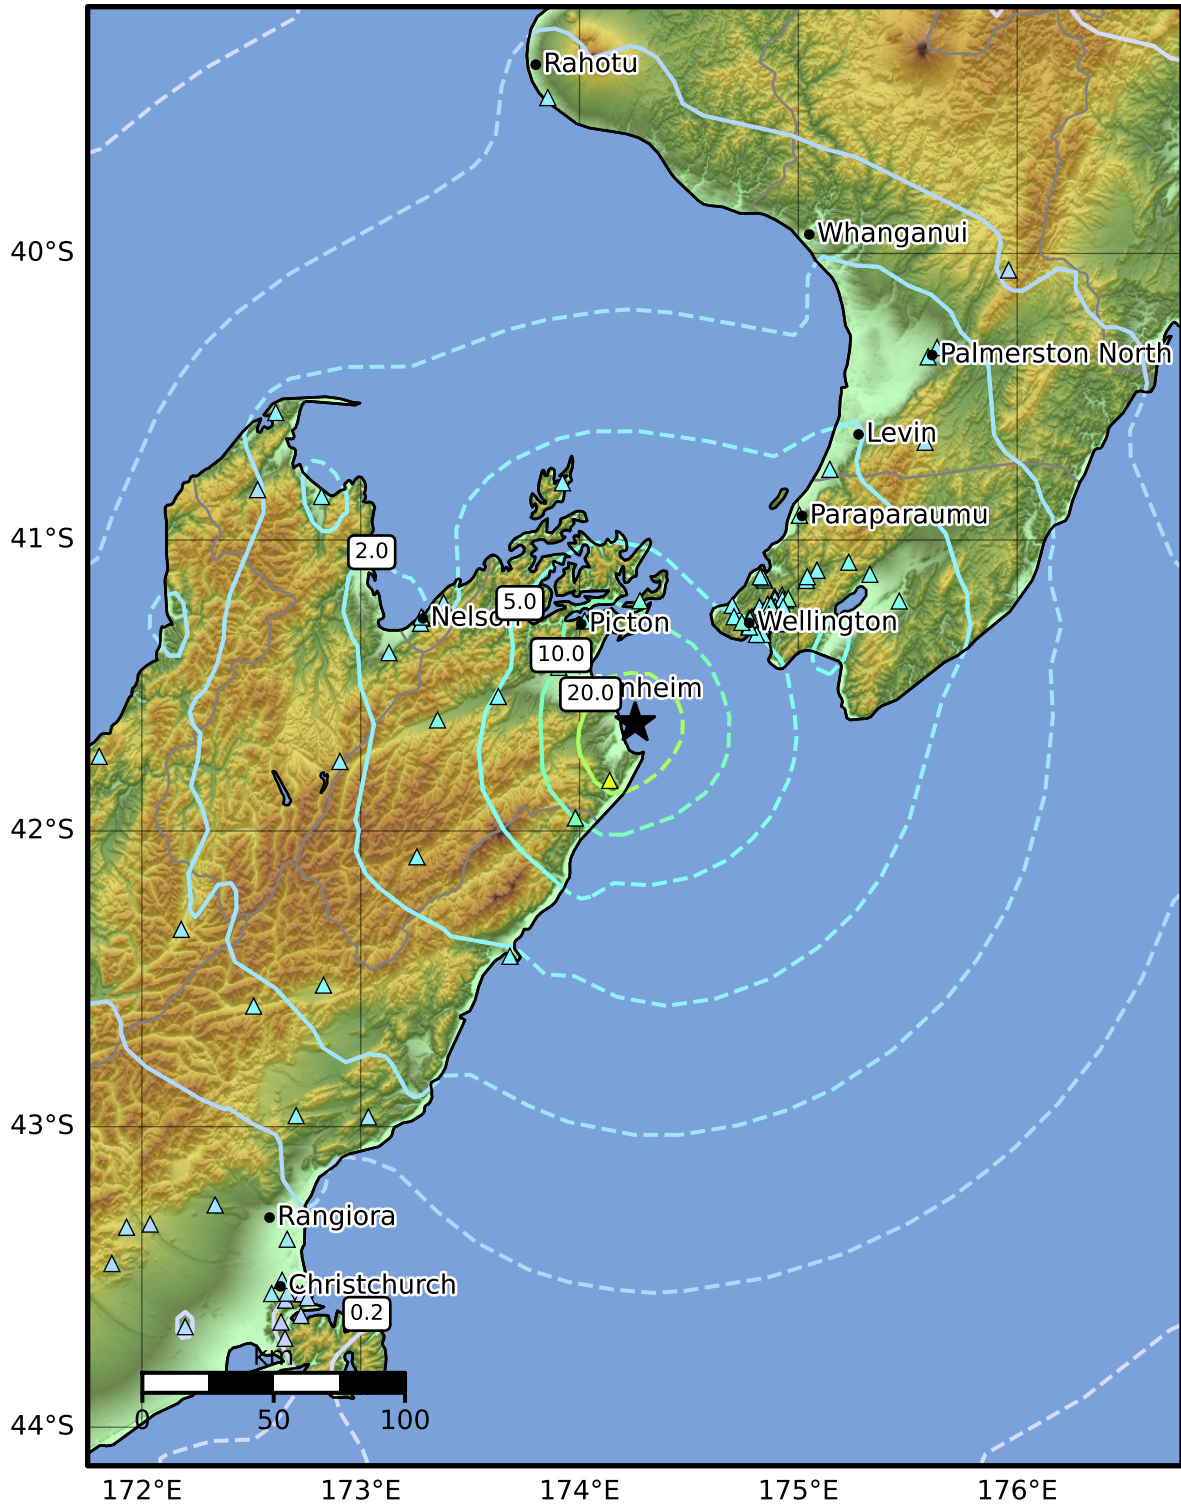 Rahotu
Whanganui
40°S
Palmerston North
Levin
Paraparaumu
41°S
2.0
5.0
Nelson
Picton
Wellington
10.0
20.0
nheim
42°S
43°S
Rangiora
Christchurch
0.2
km
0 50 100
44°S
172°E 173°E 174°E 175°E 176°E